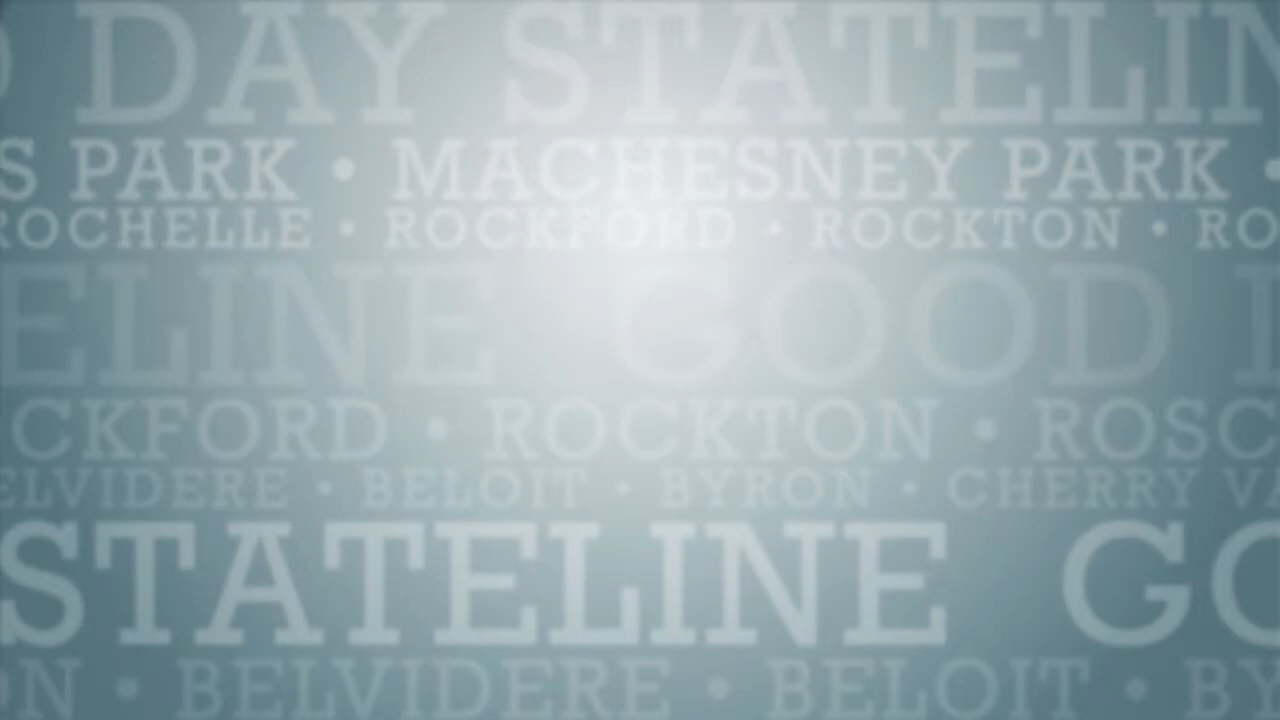 DAY STATELIN
S PARK • MACHESNEY PARK •
ROCHELLE • ROCKFORD • ROCKTON • RO
ELINE GOOD D
CKFORD • ROCKTON • ROSC
ELVIDERE • BELOIT • BYRON • CHERRY VA
STATELINE GO
ON • BELVIDERE • BELOIT • BY